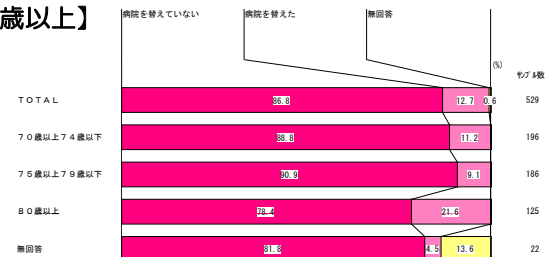 歳以上】
病院を替えていない 病院を替えた 無回答
(%)
サンプル数
TOTAL 86.8 12.7 0.6 529
70歳以上74歳以下 88.8 11.2 196
75歳以上79歳以下 90.9 9.1 186
80歳以上 78.4 21.6 125
無回答 81.8 4.5 13.6 22